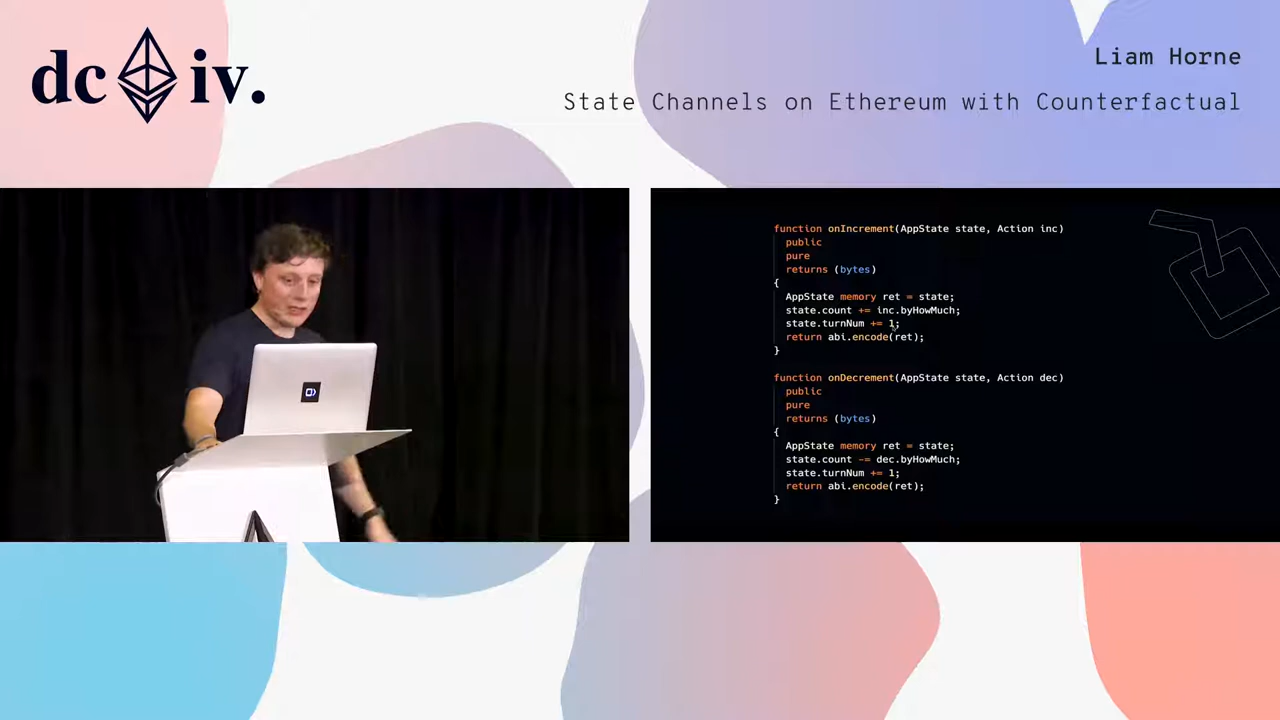 dc iv.
Liam Horne
State Channels on Ethereum with Counterfactual
function onIncrement(AppState state, Action inc)
public
pure
returns (bytes)
{
AppState memory ret = state;
state.count += inc.byHowMuch;
state.turnNum += 1;
return abi.encode(ret);
}
function onDecrement(AppState state, Action dec)
public
pure
returns (bytes)
{
AppState memory ret = state;
state.count -= dec.byHowMuch;
state.turnNum += 1;
return abi.encode(ret);
}